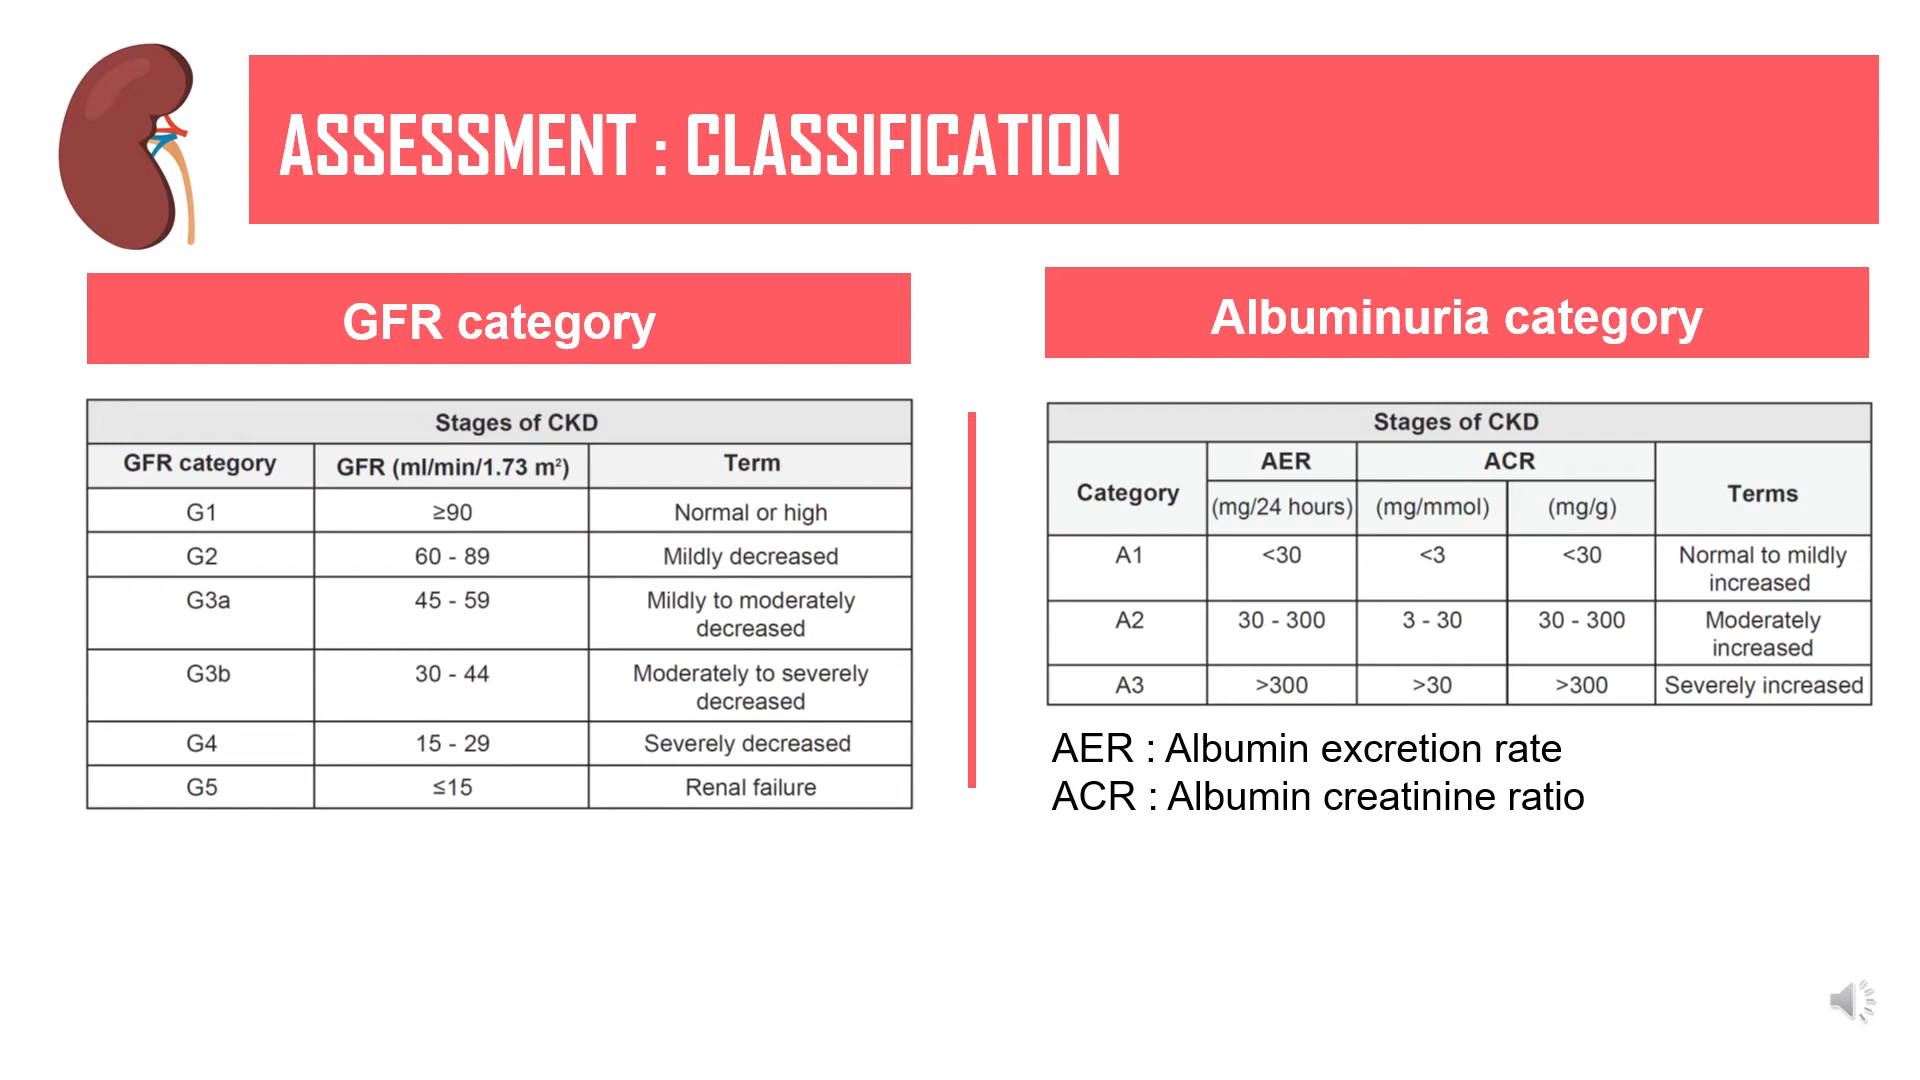 ASSESSMENT : CLASSIFICATION
GFR category
Stages of CKD
GFR category GFR (ml/min/1.73 m²) Term
G1 ≥90 Normal or high
G2 60 - 89 Mildly decreased
G3a 45 - 59 Mildly to moderately
decreased
G3b 30 - 44 Moderately to severely
decreased
G4 15 - 29 Severely decreased
G5 ≤15 Renal failure
Albuminuria category
Stages of CKD
Category AER ACR Terms
(mg/24 hours) (mg/mmol) (mg/g)
A1 <30 <3 <30 Normal to mildly
increased
A2 30 - 300 3 - 30 30 - 300 Moderately
increased
A3 >300 >30 >300 Severely increased
AER : Albumin excretion rate
ACR : Albumin creatinine ratio